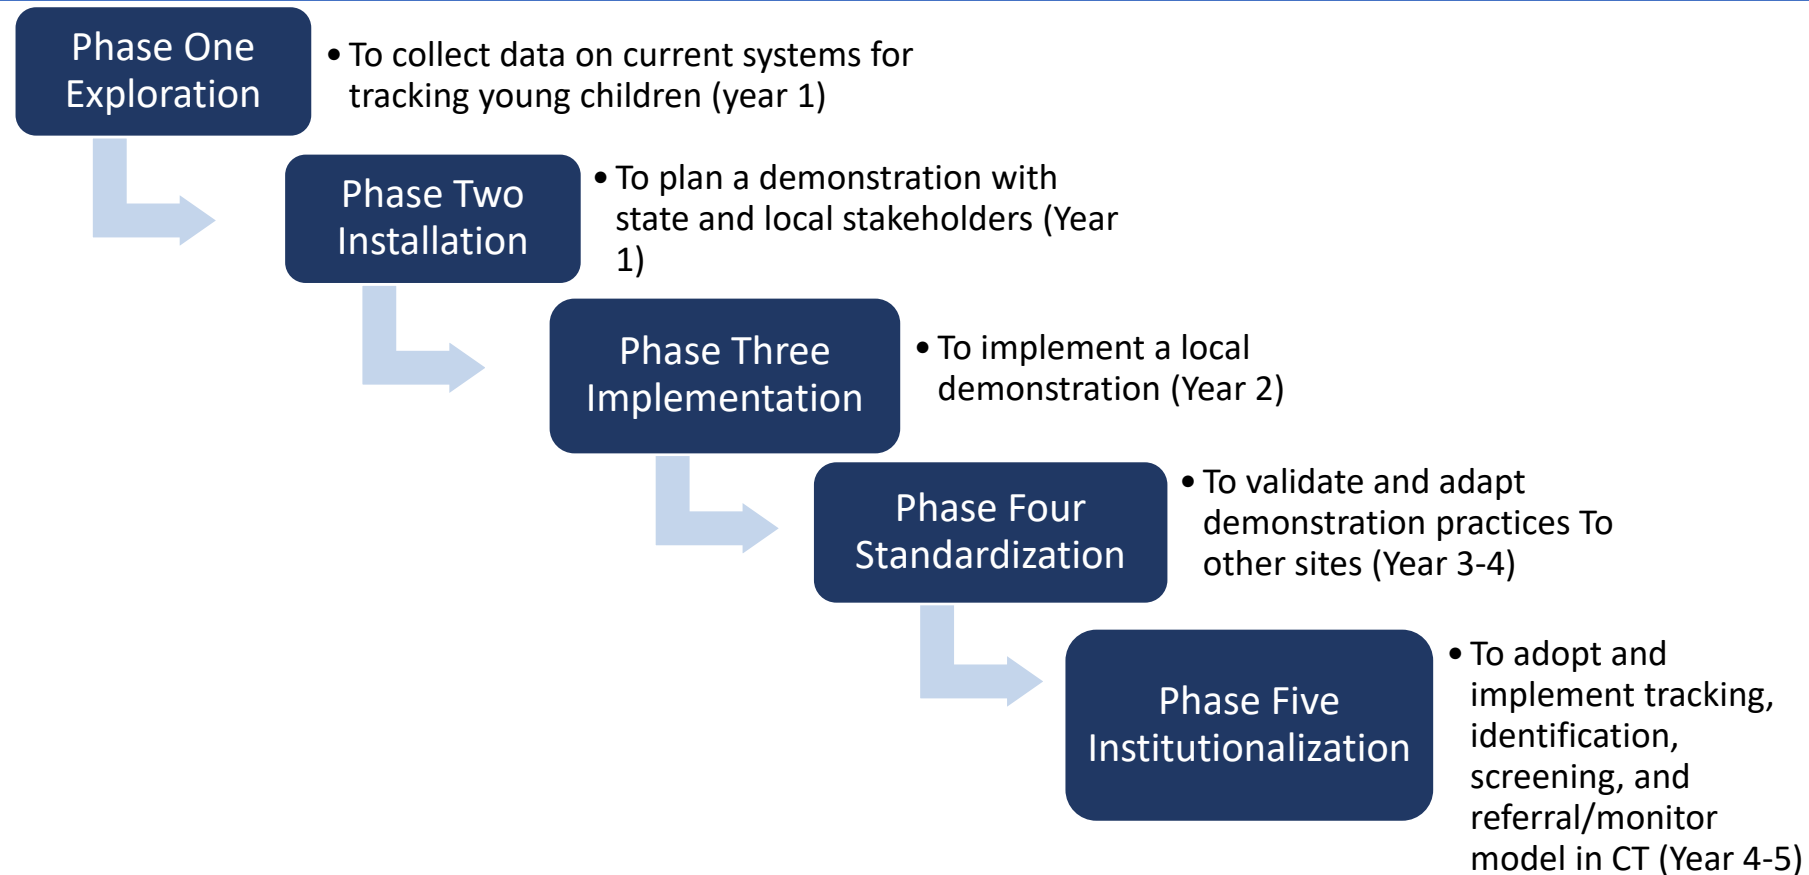 Phase One
Exploration
• To collect data on current systems for
tracking young children (year 1)
Phase Two
Installation
• To plan a demonstration with
state and local stakeholders (Year
1)
Phase Three
Implementation
• To implement a local
demonstration (Year 2)
Phase Four
Standardization
• To validate and adapt
demonstration practices To
other sites (Year 3-4)
Phase Five
Institutionalization
• To adopt and
implement tracking,
identification,
screening, and
referral/monitor
model in CT (Year 4-5)